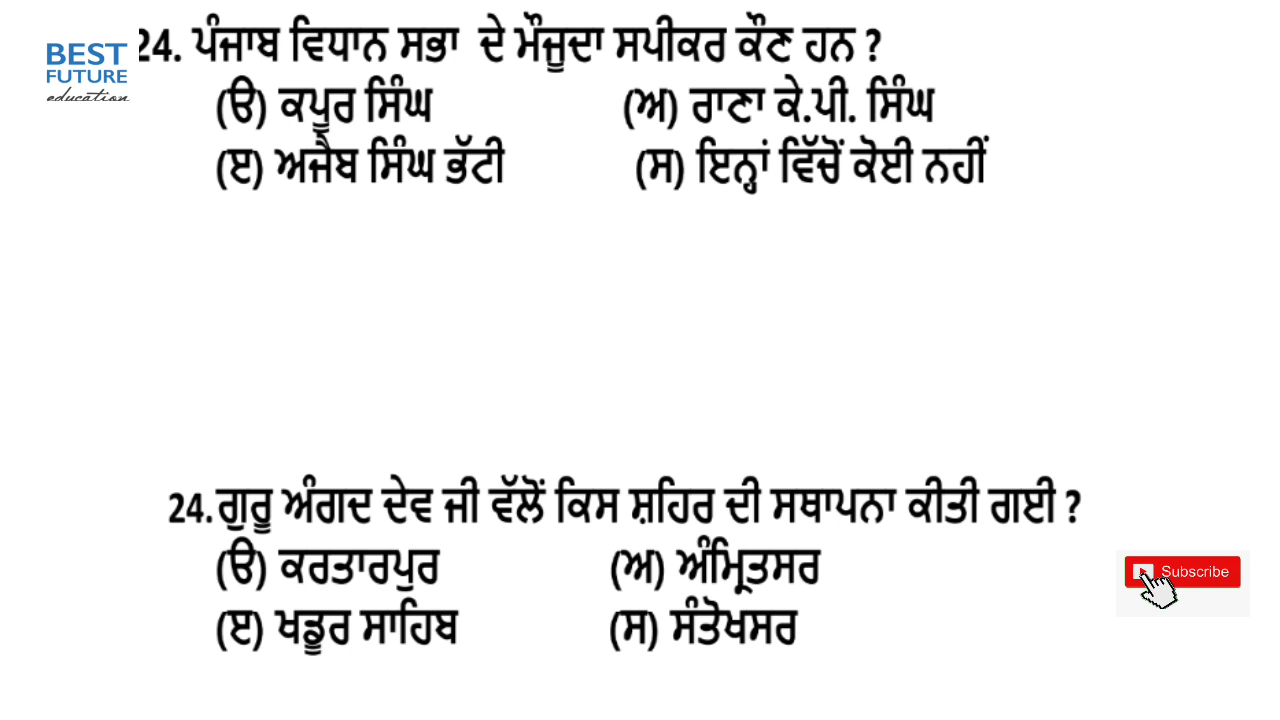 BEST
FUTURE
education
24. ਪੰਜਾਬ ਵਿਧਾਨ ਸਭਾ ਦੇ ਮੌਜੂਦਾ ਸਪੀਕਰ ਕੌਣ ਹਨ ?
(ੳ) ਕਪੂਰ ਸਿੰਘ (ਅ) ਰਾਣਾ ਕੇ.ਪੀ. ਸਿੰਘ
(ੲ) ਅਜੈਬ ਸਿੰਘ ਭੱਟੀ (ਸ) ਇਨ੍ਹਾਂ ਵਿੱਚੋਂ ਕੋਈ ਨਹੀਂ
24.ਗੁਰੂ ਅੰਗਦ ਦੇਵ ਜੀ ਵੱਲੋਂ ਕਿਸ ਸ਼ਹਿਰ ਦੀ ਸਥਾਪਨਾ ਕੀਤੀ ਗਈ ?
(ੳ) ਕਰਤਾਰਪੁਰ (ਅ) ਅੰਮ੍ਰਿਤਸਰ
(ੲ) ਖਡੂਰ ਸਾਹਿਬ (ਸ) ਸੰਤੋਖਸਰ
Subscribe